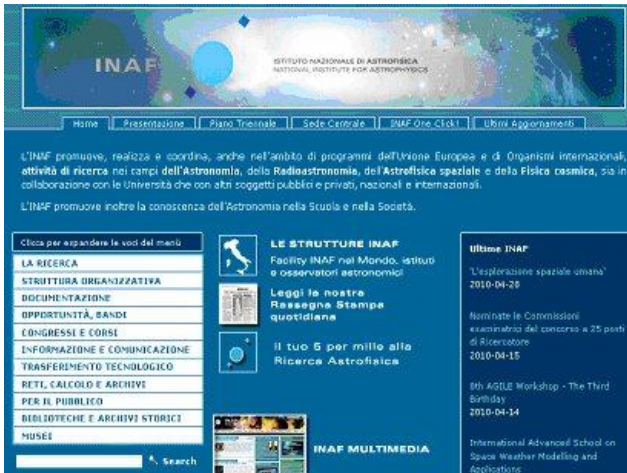 INAF
ISTITUTO NAZIONALE DI ASTROFISICA
NATIONAL INSTITUTE FOR ASTROPHYSICS
Home Presentazione Piano Triennale Sede Centrale INAF One Click! Ultimi Aggiornamenti
L'INAF promuove, realizza e coordina, anche nell'ambito di programmi dell'Unione Europea e di Organismi internazionali,
attività di ricerca nei campi dell'Astronomia, della Radioastronomia, dell'Astrofisica spaziale e della Fisica cosmica, sia in
collaborazione con le Università che con altri soggetti pubblici e privati, nazionali e internazionali.
L'INAF promuove inoltre la conoscenza dell'Astronomia nella Scuola e nella Società.
Clicca per espandere le voci del menù
LA RICERCA
STRUTTURA ORGANIZZATIVA
DOCUMENTAZIONE
OPPORTUNITÀ, BANDI
CONGRESSI E CORSI
INFORMAZIONE E COMUNICAZIONE
TRASFERIMENTO TECNOLOGICO
RETI, CALCOLO E ARCHIVI
PER IL PUBBLICO
BIBLIOTECHE E ARCHIVI STORICI
MUSEI
Search
LE STRUTTURE INAF
Facility INAF nel Mondo, istituti
e osservatori astronomici
Leggi la nostra
Rassegna Stampa
quotidiana
Il tuo 5 per mille alla
Ricerca Astrofisica
INAF MULTIMEDIA
Ultime INAF
"L'esplorazione spaziale umana"
2010-04-28
Nominate le Commissioni
esaminatrici del concorso a 25 posti
di Ricercatore
2010-04-15
8th AGILE Workshop - The Third
Birthday
2010-04-14
International Advanced School on
Space Weather Modelling and
Applications